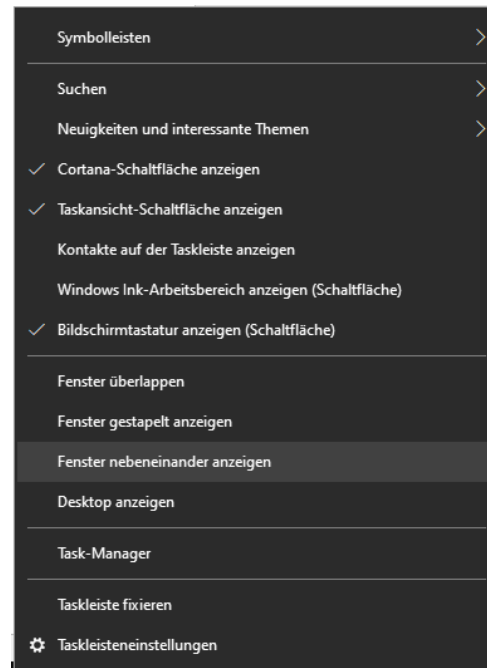 Symbolleisten
Suchen
Neuigkeiten und interessante Themen
Cortana-Schaltfläche anzeigen
Taskansicht-Schaltfläche anzeigen
Kontakte auf der Taskleiste anzeigen
Windows Ink-Arbeitsbereich anzeigen (Schaltfläche)
Bildschirmtastatur anzeigen (Schaltfläche)
Fenster überlappen
Fenster gestapelt anzeigen
Fenster nebeneinander anzeigen
Desktop anzeigen
Task-Manager
Taskleiste fixieren
Taskleisteneinstellungen